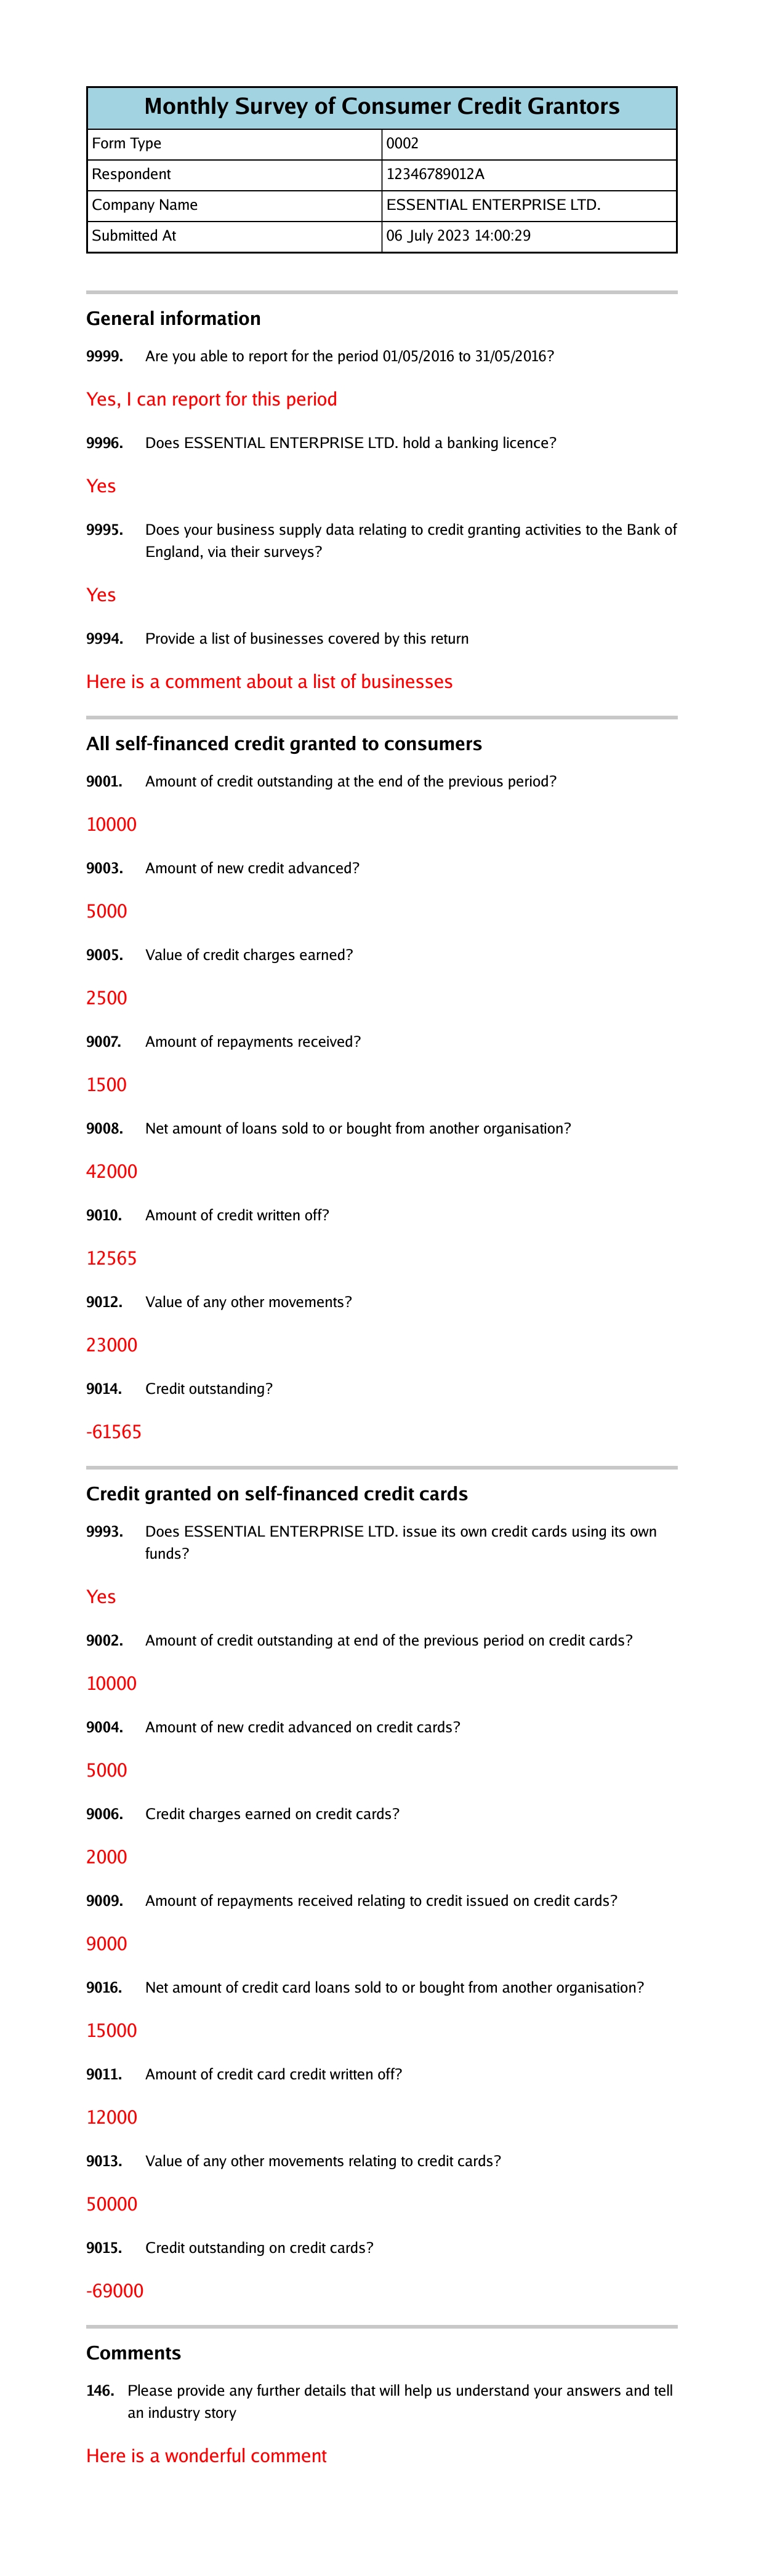 Monthly Survey of Consumer Credit Grantors
Form Type 0002
Respondent 12346789012A
Company Name ESSENTIAL ENTERPRISE LTD.
Submitted At 06 July 2023 14:00:29
General information
9999. Are you able to report for the period 01/05/2016 to 31/05/2016?
Yes, I can report for this period
9996. Does ESSENTIAL ENTERPRISE LTD. hold a banking licence?
Yes
9995. Does your business supply data relating to credit granting activities to the Bank of
England, via their surveys?
Yes
9994. Provide a list of businesses covered by this return
Here is a comment about a list of businesses
All self-financed credit granted to consumers
9001. Amount of credit outstanding at the end of the previous period?
10000
9003. Amount of new credit advanced?
5000
9005. Value of credit charges earned?
2500
9007. Amount of repayments received?
1500
9008. Net amount of loans sold to or bought from another organisation?
42000
9010. Amount of credit written off?
12565
9012. Value of any other movements?
23000
9014. Credit outstanding?
-61565
Credit granted on self-financed credit cards
9993. Does ESSENTIAL ENTERPRISE LTD. issue its own credit cards using its own
funds?
Yes
9002. Amount of credit outstanding at end of the previous period on credit cards?
10000
9004. Amount of new credit advanced on credit cards?
5000
9006. Credit charges earned on credit cards?
2000
9009. Amount of repayments received relating to credit issued on credit cards?
9000
9016. Net amount of credit card loans sold to or bought from another organisation?
15000
9011. Amount of credit card credit written off?
12000
9013. Value of any other movements relating to credit cards?
50000
9015. Credit outstanding on credit cards?
-69000
Comments
146. Please provide any further details that will help us understand your answers and tell
an industry story
Here is a wonderful comment